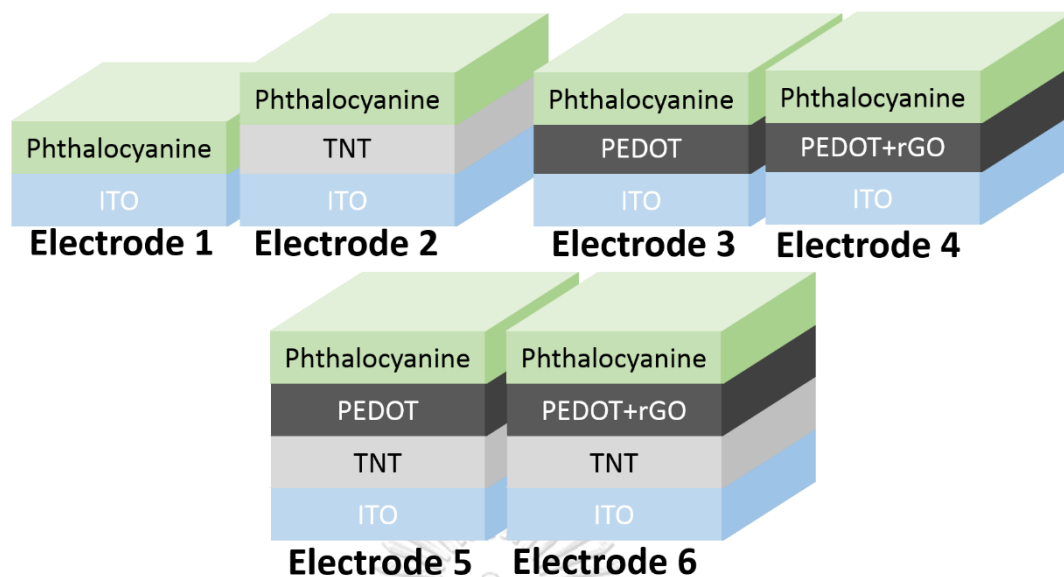 Phthalocyanine
ITO
Electrode 1
Phthalocyanine
TNT
ITO
Electrode 2
Phthalocyanine
PEDOT
ITO
Electrode 3
Phthalocyanine
PEDOT+rGO
ITO
Electrode 4
Phthalocyanine
PEDOT
TNT
ITO
Electrode 5
Phthalocyanine
PEDOT+rGO
TNT
ITO
Electrode 6